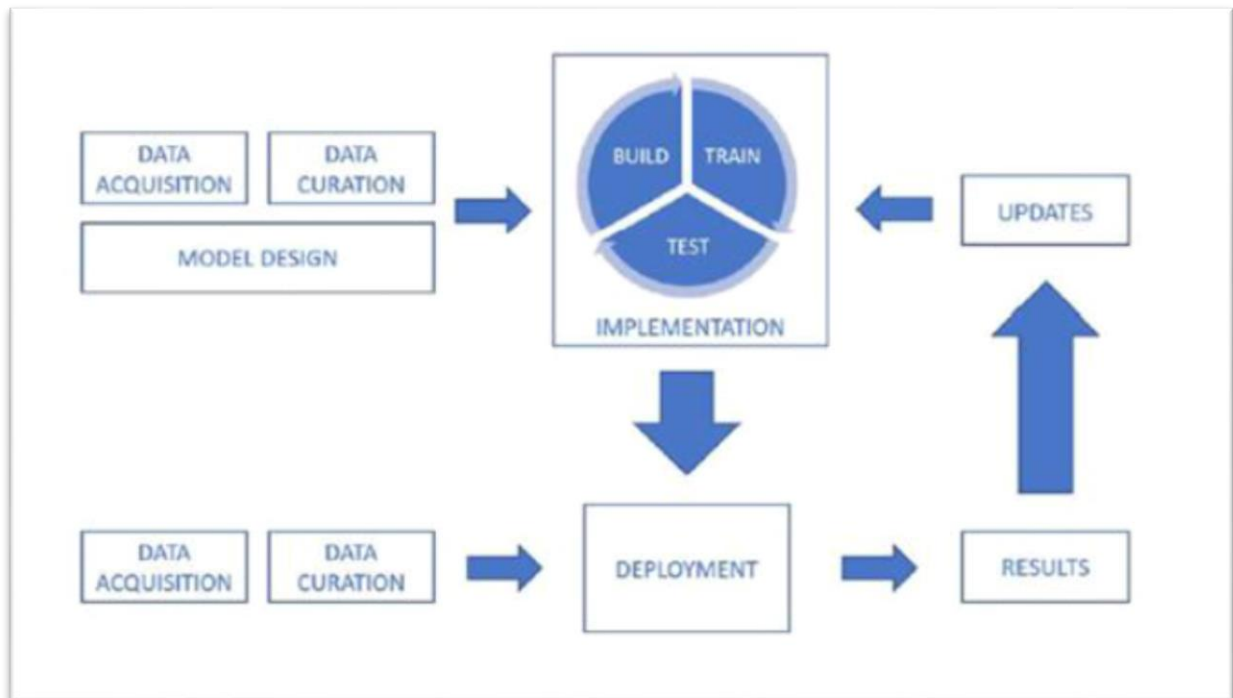 DATA
ACQUISITION
DATA
CURATION
MODEL DESIGN
BUILD
TRAIN
TEST
IMPLEMENTATION
UPDATES
DATA
ACQUISITION
DATA
CURATION
DEPLOYMENT
RESULTS